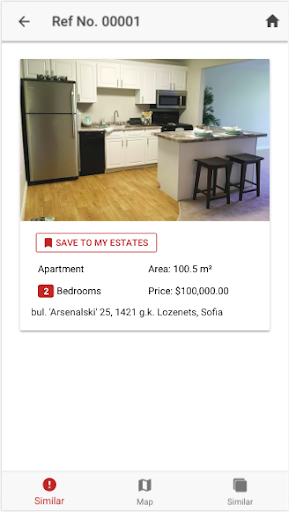 Ref No. 00001
SAVE TO MY ESTATES
Apartment
Area: 100.5 m²
2 Bedrooms
Price: $100,000.00
bul. 'Arsenalski' 25, 1421 g.k. Lozenets, Sofia
Similar
Map
Similar